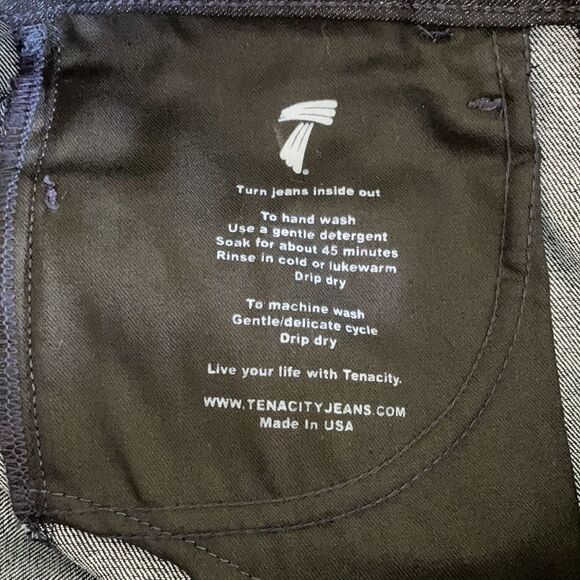 Turn jeans inside out
To hand wash
Use a gentle detergent
Soak for about 45 minutes
Rinse in cold or lukewarm
Drip dry
To machine wash
Gentle/delicate cycle
Drip dry
Live your life with Tenacity.
WWW.TENACITYJEANS.COM
Made In USA